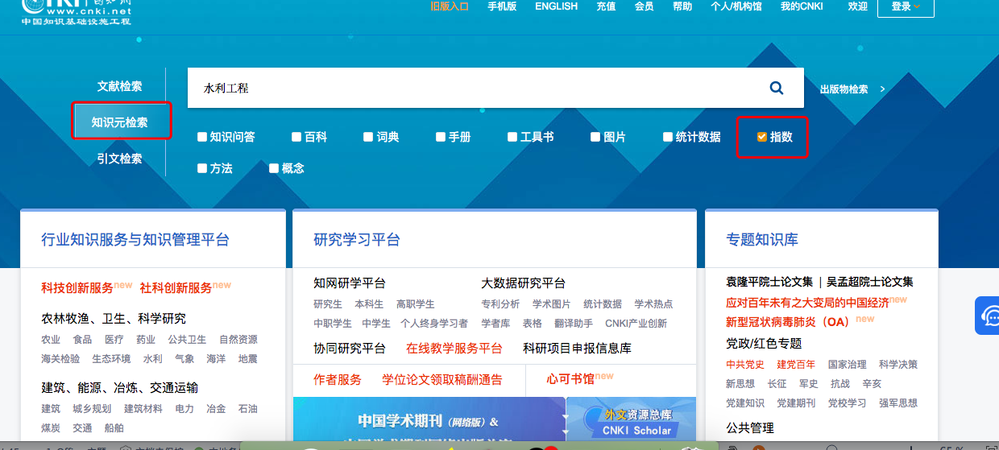 www.cnki.net
中国知识基础设施工程
旧版入口 手机版 ENGLISH 充值 会员 帮助 个人/机构馆 我的CNKI 欢迎 登录
文献检索
知识元检索
引文检索
水利工程
出版物检索 >
知识问答 百科 词典 手册 工具书 图片 统计数据 指数
方法 概念
行业知识服务与知识管理平台
科技创新服务new 社科创新服务new
农林牧渔、卫生、科学研究
农业 食品 医疗 药业 公共卫生 自然资源
海关检验 生态环境 水利 气象 海洋 地震
建筑、能源、冶炼、交通运输
建筑 城乡规划 建筑材料 电力 冶金 石油
煤炭 交通 船舶
研究学习平台
知网研学平台
研究生 本科生 高职学生
中职学生 中学生 个人终身学习者
大数据研究平台
专利分析 学术图片 统计数据 学术热点
学者库 表格 翻译助手 CNKI产业创新
协同研究平台 在线教学服务平台 科研项目申报信息库
作者服务 学位论文领取稿酬通告 心可书馆new
中国学术期刊(网络版)&
外文资源总库
CNKI Scholar
专题知识库
袁隆平院士论文集 | 吴孟超院士论文集
应对百年未有之大变局的中国经济new
新型冠状病毒肺炎（OA）new
党政/红色专题
中共党史 建党百年 国家治理 科学决策
新思想 长征 军史 抗战 辛亥
党建知识 党建期刊 党校学习 强军思想
公共管理